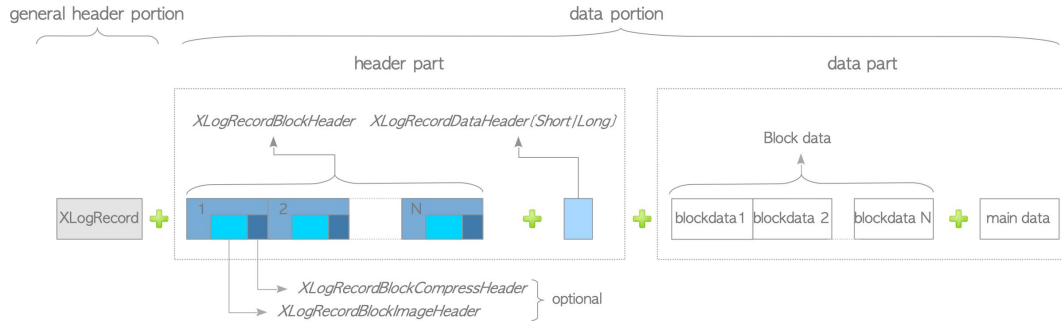 general header portion
data portion
header part
data part
XLogRecordBlockHeader
XLogRecordDataHeader{Short|Long}
Block data
XLogRecord
1
2
N
blockdata1
blockdata 2
blockdata N
main data
XLogRecordBlockCompressHeader
XLogRecordBlockImageHeader
optional